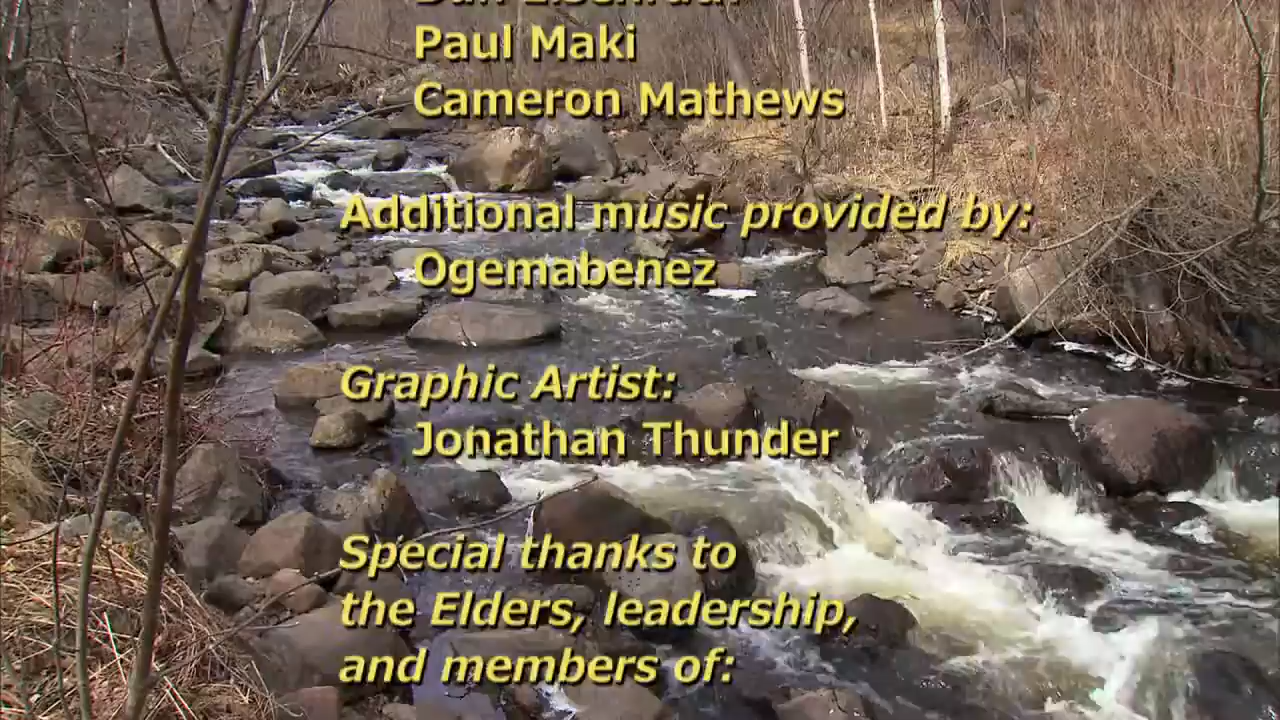 Paul Maki
Cameron Mathews
Additional music provided by:
Ogemabenez
Graphic Artist:
Jonathan Thunder
Special thanks to
the Elders, leadership,
and members of: